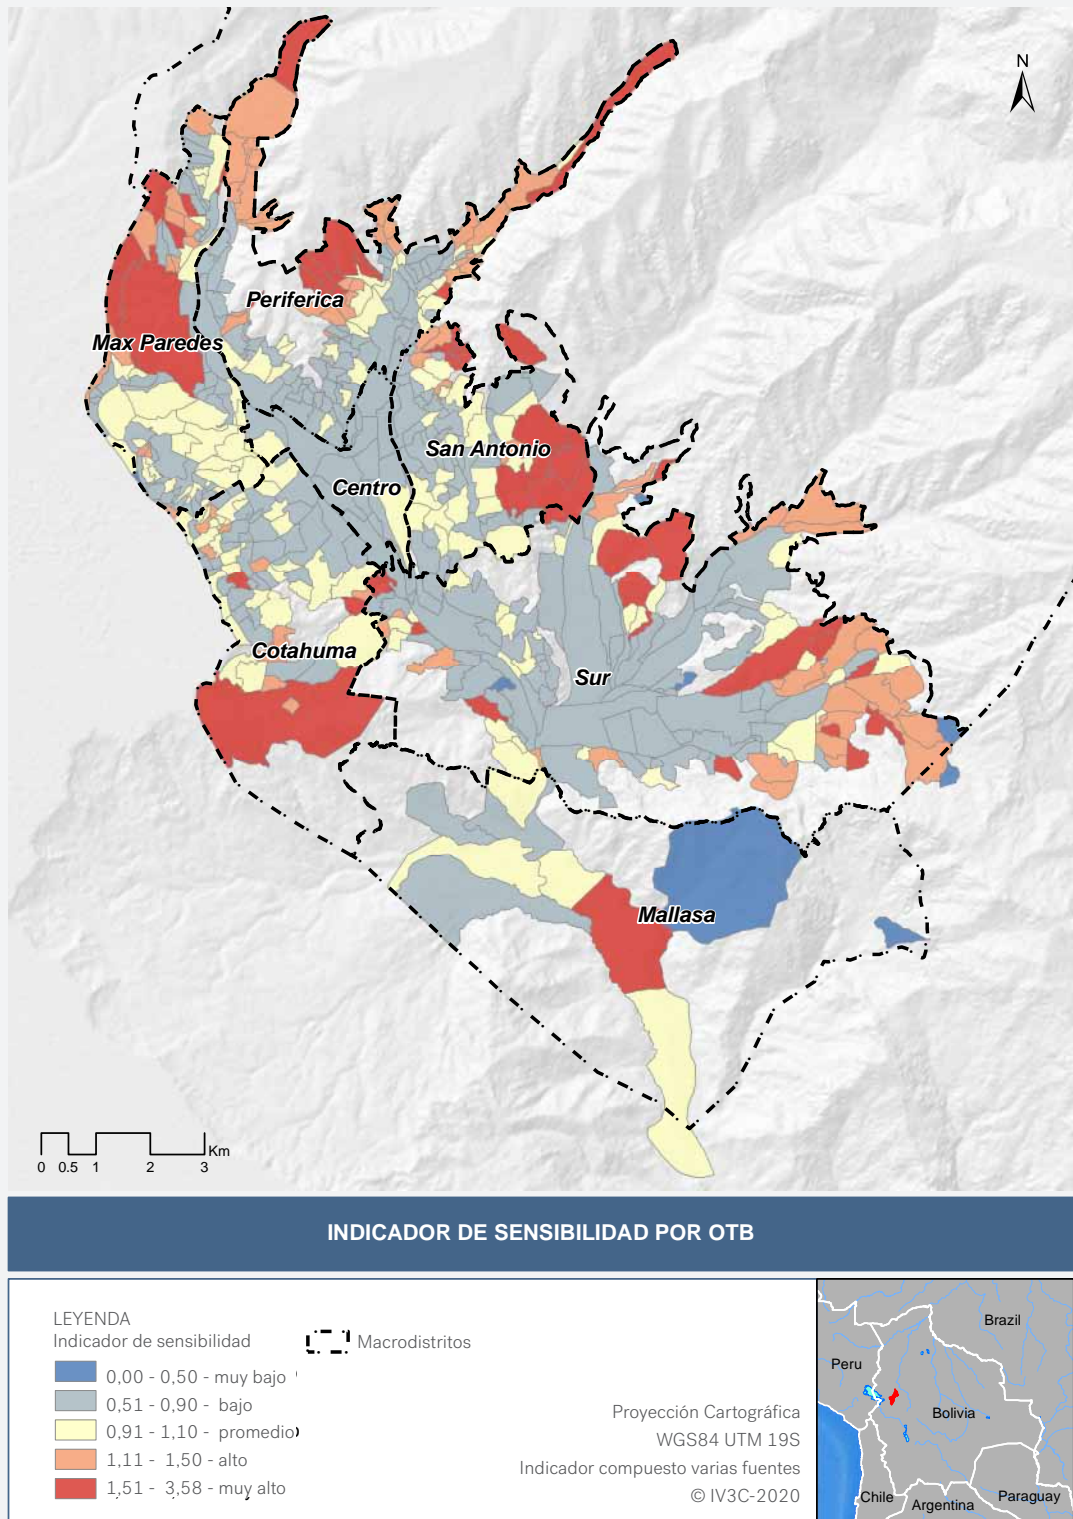 N
Periferica
Max Paredes
San Antonio
Centro
Cotahuma
Sur
Mallasa
Km
0 0.5 1 2 3
INDICADOR DE SENSIBILIDAD POR OTB
LEYENDA
Indicador de sensibilidad
0,00 - 0,50 - muy bajo
0,51 - 0,90 - bajo
0,91 - 1,10 - promedio
1,11 - 1,50 - alto
1,51 - 3,58 - muy alto
Macrodistritos
Proyección Cartográfica
WGS84 UTM 19S
Indicador compuesto varias fuentes
© IV3C-2020
Brazil
Peru
Bolivia
Chile
Argentina
Paraguay